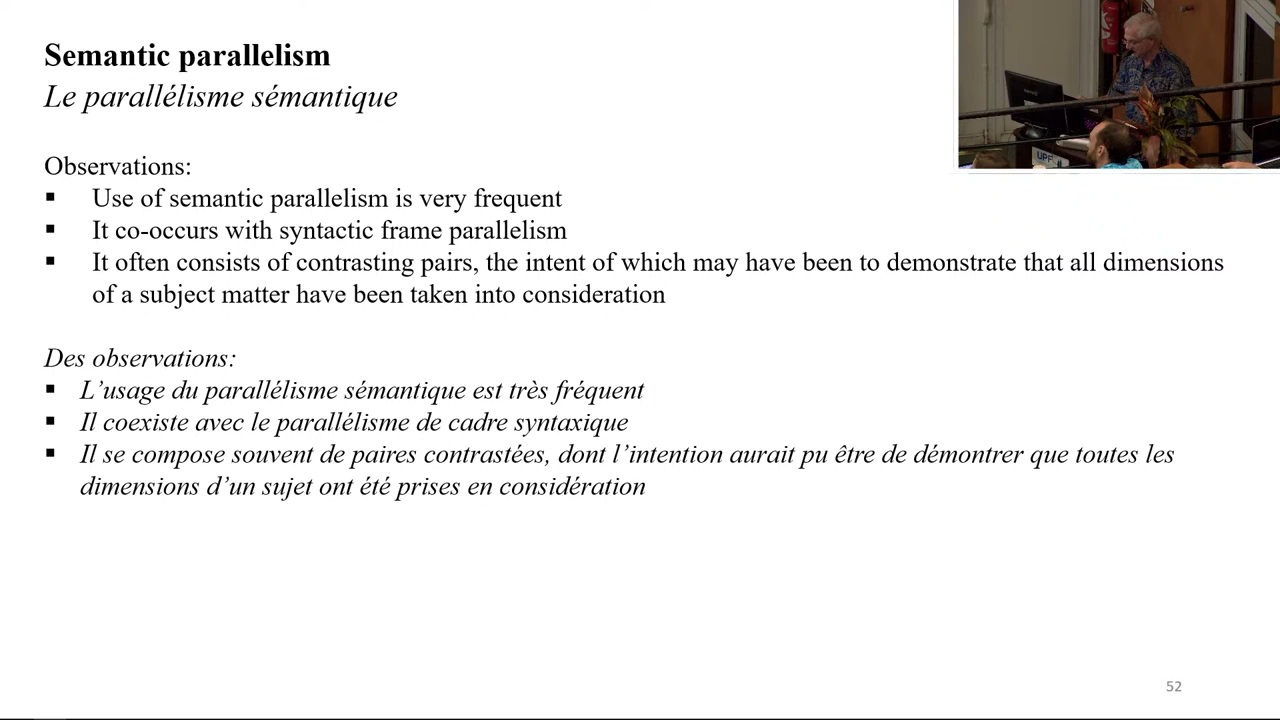 Semantic parallelism
Le parallélisme sémantique
Observations:
▪ Use of semantic parallelism is very frequent
▪ It co-occurs with syntactic frame parallelism
▪ It often consists of contrasting pairs, the intent of which may have been to demonstrate that all dimensions
of a subject matter have been taken into consideration
Des observations:
▪ L’usage du parallélisme sémantique est très fréquent
▪ Il coexiste avec le parallélisme de cadre syntaxique
▪ Il se compose souvent de paires contrastées, dont l’intention aurait pu être de démontrer que toutes les
dimensions d’un sujet ont été prises en considération
52